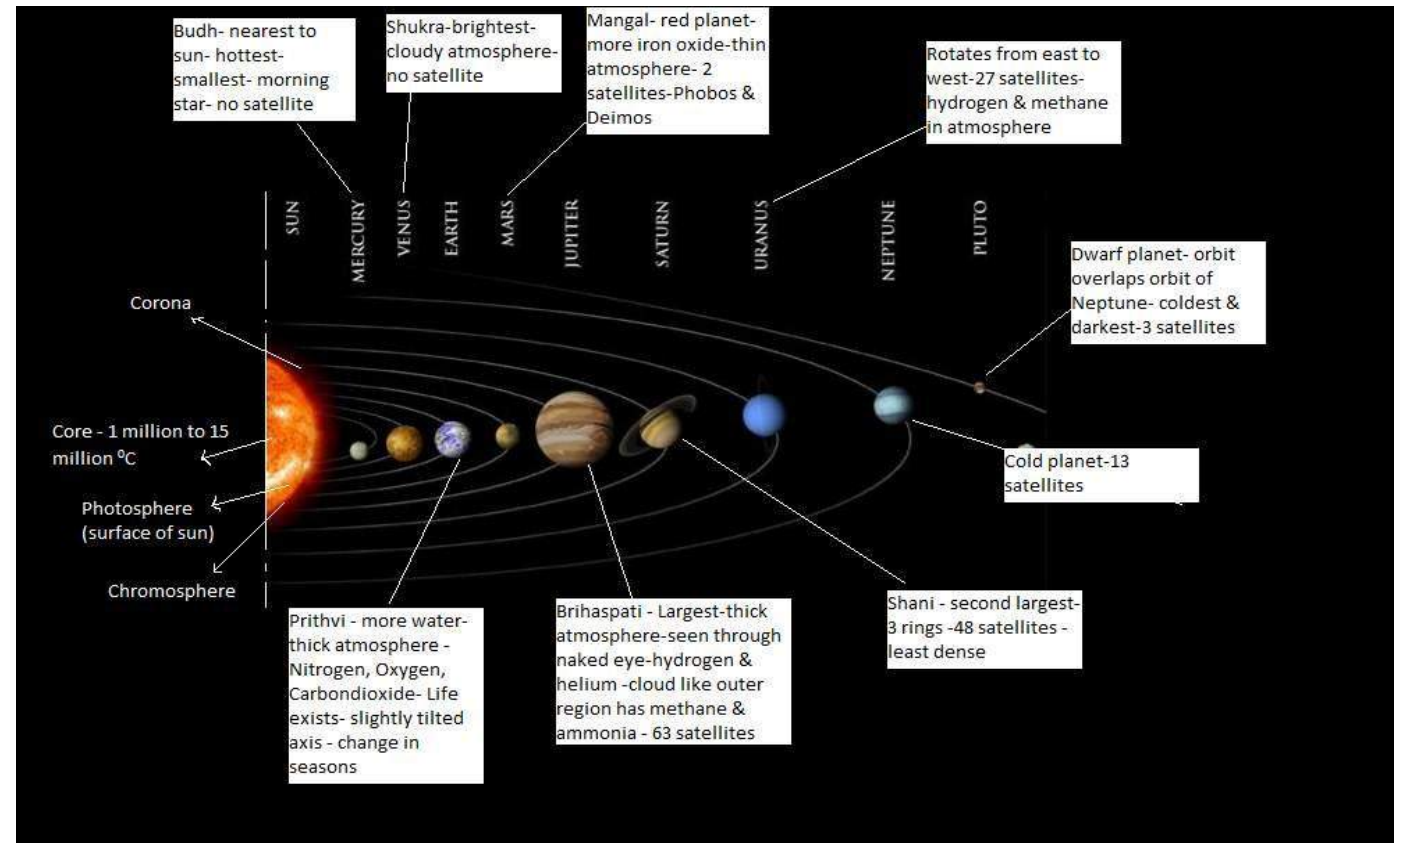 Budh- nearest to
sun- hottest-
smallest- morning
star- no satellite
Shukra-brightest-
cloudy atmosphere-
no satellite
Mangal- red planet-
more iron oxide-thin
atmosphere- 2
satellites-Phobos &
Deimos
Rotates from east to
west-27 satellites-
hydrogen & methane
in atmosphere
SUN
MERCURY
VENUS
EARTH
MARS
JUPITER
SATURN
URANUS
NEPTUNE
PLUTO
Dwarf planet- orbit
overlaps orbit of
Neptune- coldest &
darkest-3 satellites
Corona
Core - 1 million to 15
million ⁰C
Photosphere
(surface of sun)
Chromosphere
Cold planet-13
satellites
Prithvi - more water-
thick atmosphere -
Nitrogen, Oxygen,
Carbondioxide- Life
exists- slightly tilted
axis - change in
seasons
Brihaspati - Largest-thick
atmosphere-seen through
naked eye-hydrogen &
helium -cloud like outer
region has methane &
ammonia - 63 satellites
Shani - second largest-
3 rings -48 satellites -
least dense